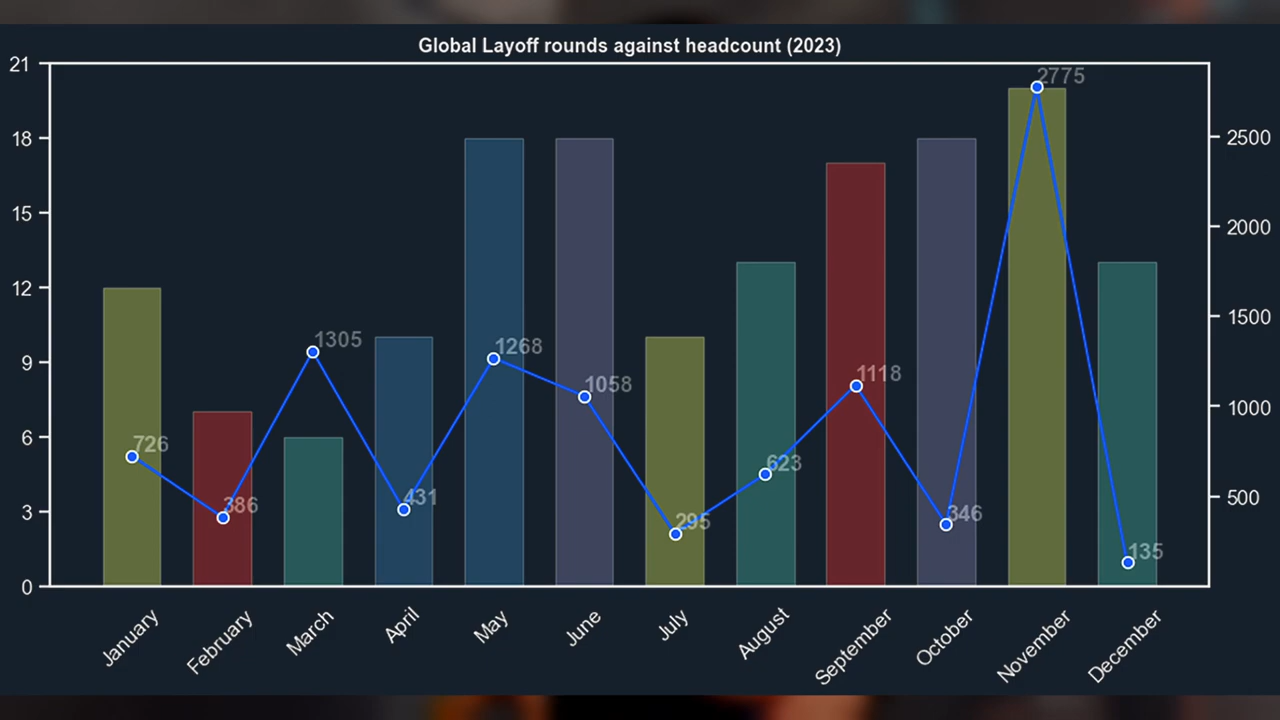 Global Layoff rounds against headcount (2023)
21
18
15
12
9
6
3
0
2775
1305
1268
1058
1118
726
386
431
295
623
346
135
2500
2000
1500
1000
500
January
February
March
April
May
June
July
August
September
October
November
December